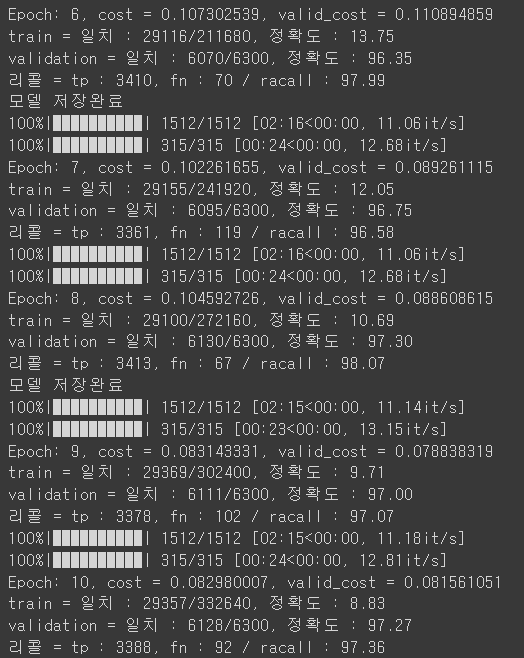 Epoch: 6, cost = 0.107302539, valid_cost = 0.110894859
train = 일치 : 29116/211680, 정확도 : 13.75
validation = 일치 : 6070/6300, 정확도 : 96.35
리콜 = tp : 3410, fn : 70 / racall : 97.99
모델 저장완료
100%|██████████| 1512/1512 [02:16<00:00, 11.06it/s]
100%|██████████| 315/315 [00:24<00:00, 12.68it/s]
Epoch: 7, cost = 0.102261655, valid_cost = 0.089261115
train = 일치 : 29155/241920, 정확도 : 12.05
validation = 일치 : 6095/6300, 정확도 : 96.75
리콜 = tp : 3361, fn : 119 / racall : 96.58
100%|██████████| 1512/1512 [02:16<00:00, 11.06it/s]
100%|██████████| 315/315 [00:24<00:00, 12.68it/s]
Epoch: 8, cost = 0.104592726, valid_cost = 0.088608615
train = 일치 : 29100/272160, 정확도 : 10.69
validation = 일치 : 6130/6300, 정확도 : 97.30
리콜 = tp : 3413, fn : 67 / racall : 98.07
모델 저장완료
100%|██████████| 1512/1512 [02:15<00:00, 11.14it/s]
100%|██████████| 315/315 [00:23<00:00, 13.15it/s]
Epoch: 9, cost = 0.083143331, valid_cost = 0.078838319
train = 일치 : 29369/302400, 정확도 : 9.71
validation = 일치 : 6111/6300, 정확도 : 97.00
리콜 = tp : 3378, fn : 102 / racall : 97.07
100%|██████████| 1512/1512 [02:15<00:00, 11.18it/s]
100%|██████████| 315/315 [00:24<00:00, 12.81it/s]
Epoch: 10, cost = 0.082980007, valid_cost = 0.081561051
train = 일치 : 29357/332640, 정확도 : 8.83
validation = 일치 : 6128/6300, 정확도 : 97.27
리콜 = tp : 3388, fn : 92 / racall : 97.36